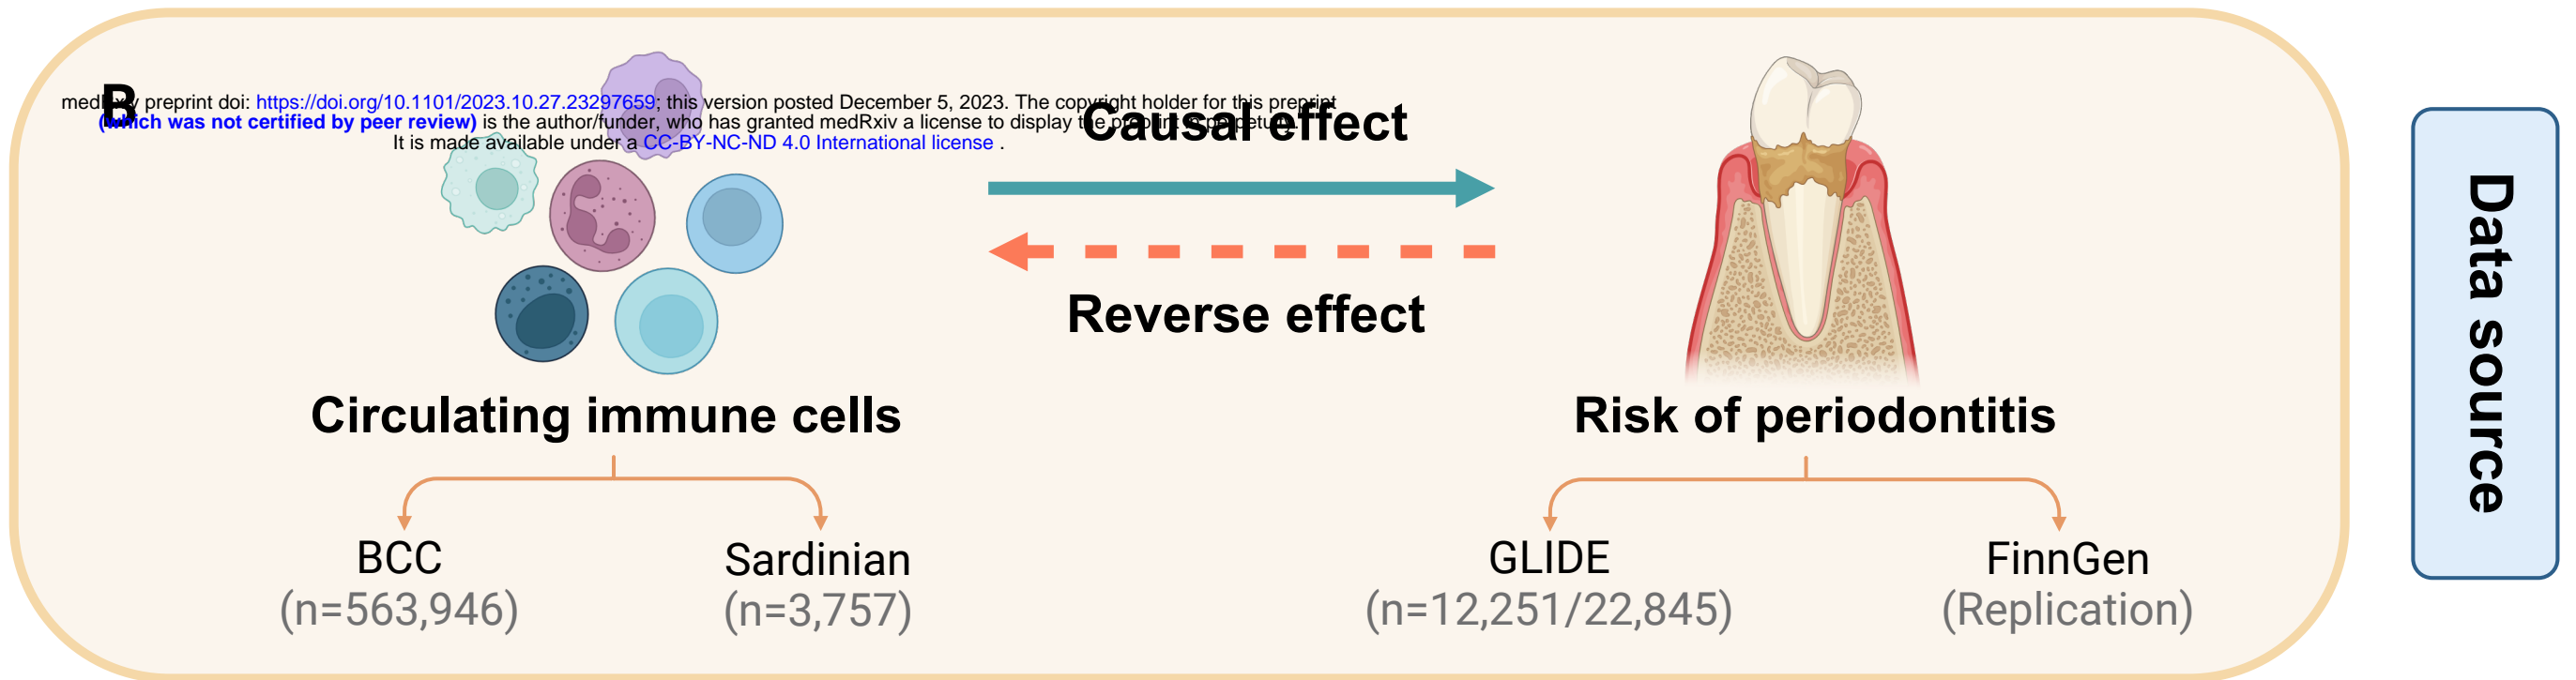 B
medRxiv preprint doi: https://doi.org/10.1101/2023.10.27.23297659; this version posted December 5, 2023. The copyright holder for this preprint
(which was not certified by peer review) is the author/funder, who has granted medRxiv a license to display the preprint in perpetuity.
It is made available under a CC-BY-NC-ND 4.0 International license .
Causal effect
Reverse effect
Circulating immune cells
Risk of periodontitis
BCC
(n=563,946)
Sardinian
(n=3,757)
GLIDE
(n=12,251/22,845)
FinnGen
(Replication)
Data source